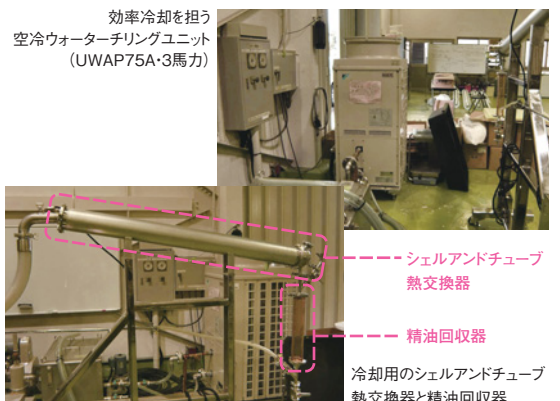 効率冷却を担う
空冷ウォーターチリングユニット
(UWAP75A・3馬力)
シェルアンドチューブ
熱交換器
精油回収器
冷却用のシェルアンドチューブ
熱交換器と精油回収器